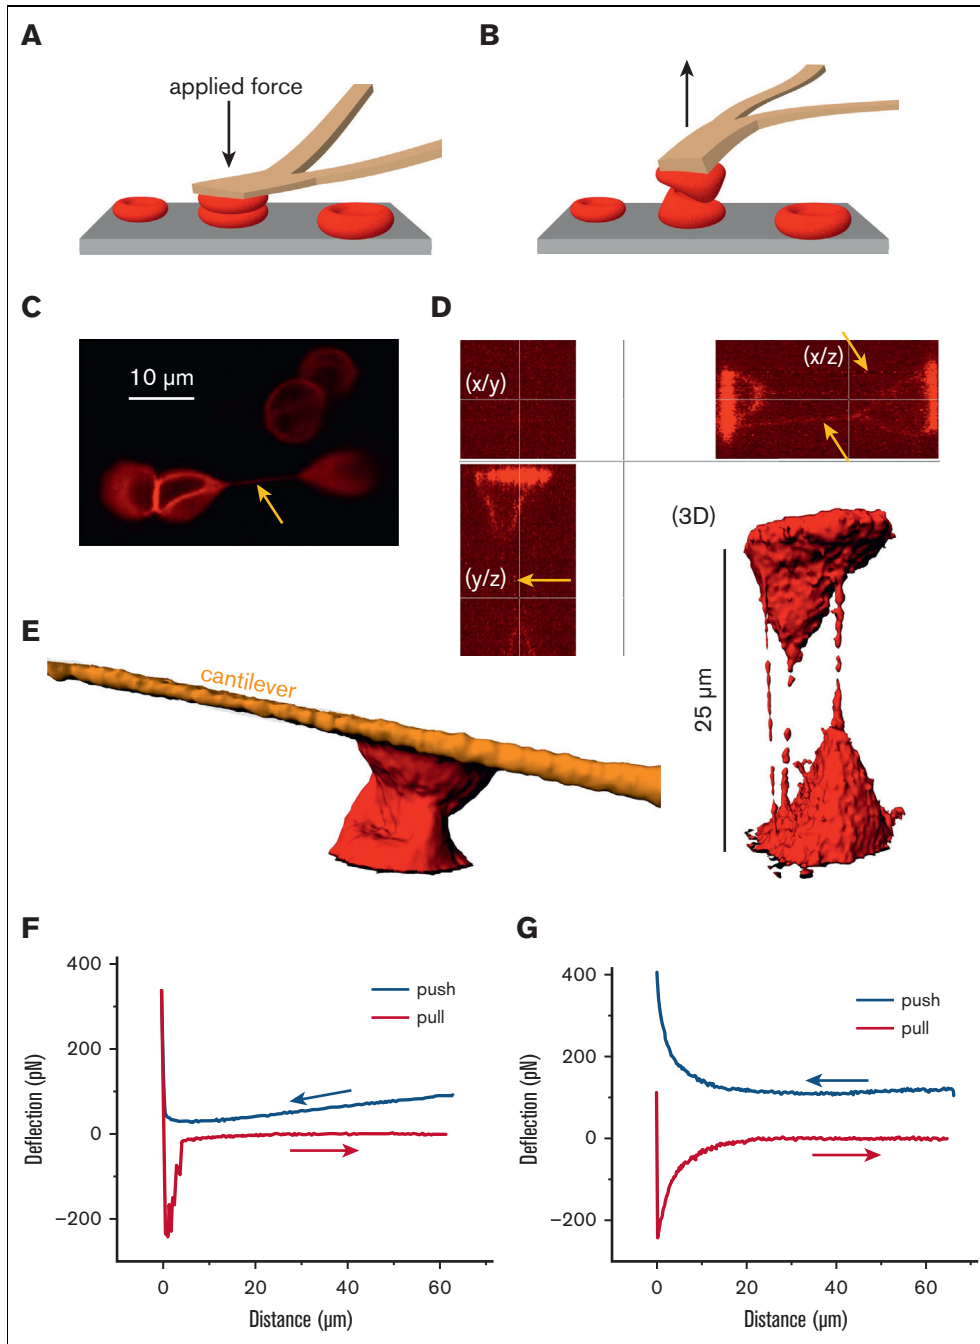 A
B
applied force
C
10 µm
D
(x/y)
(x/z)
(y/z)
(3D)
25 µm
E
cantilever
F
400
200
0
−200
Deflection (pN)
push
pull
0
20
40
60
Distance (µm)
G
400
200
0
−200
Deflection (pN)
push
pull
0
20
40
60
Distance (µm)